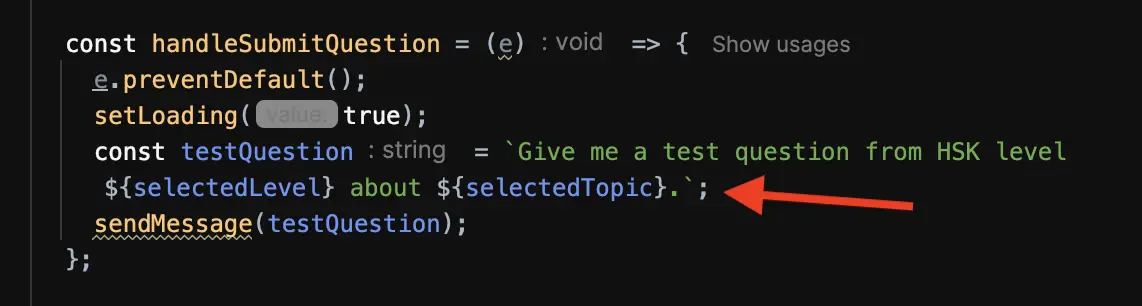 const handleSubmitQuestion = (e) : void => { Show usages
e.preventDefault();
setLoading( value: true);
const testQuestion : string = `Give me a test question from HSK level
${selectedLevel} about ${selectedTopic}.`;
sendMessage(testQuestion);
};